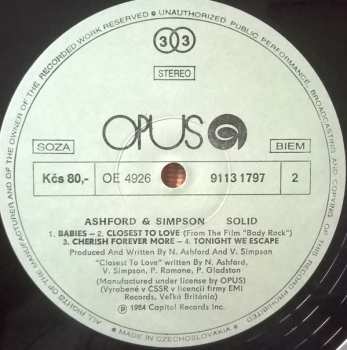 ALL RIGHTS OF THE MANUFACTURER AND OF THE OWNER OF THE RECORDED WORK RESERVED • UNAUTHORIZED PUBLIC PERFORMANCE, BROADCASTING AND COPYING OF THIS RECORD PROHIBITED
MADE IN CZECHOSLOVAKIA
33
STEREO
OPUS
SOZA
BIEM
Kčs 80,-
OE 4926
9113 1797
2
ASHFORD & SIMPSON SOLID
1. BABIES – 2. CLOSEST TO LOVE (From The Film "Body Rock")
3. CHERISH FOREVER MORE – 4. TONIGHT WE ESCAPE
Produced And Written By N. Ashford And V. Simpson
"Closest To Love" written By N. Ashford,
V. Simpson, P. Romane, P. Gladston
(Manufactured under license by OPUS)
(Vyrobené v ČSSR v licencii firmy EMI
Records, Veľká Británia)
℗ 1984 Capitol Records Inc.